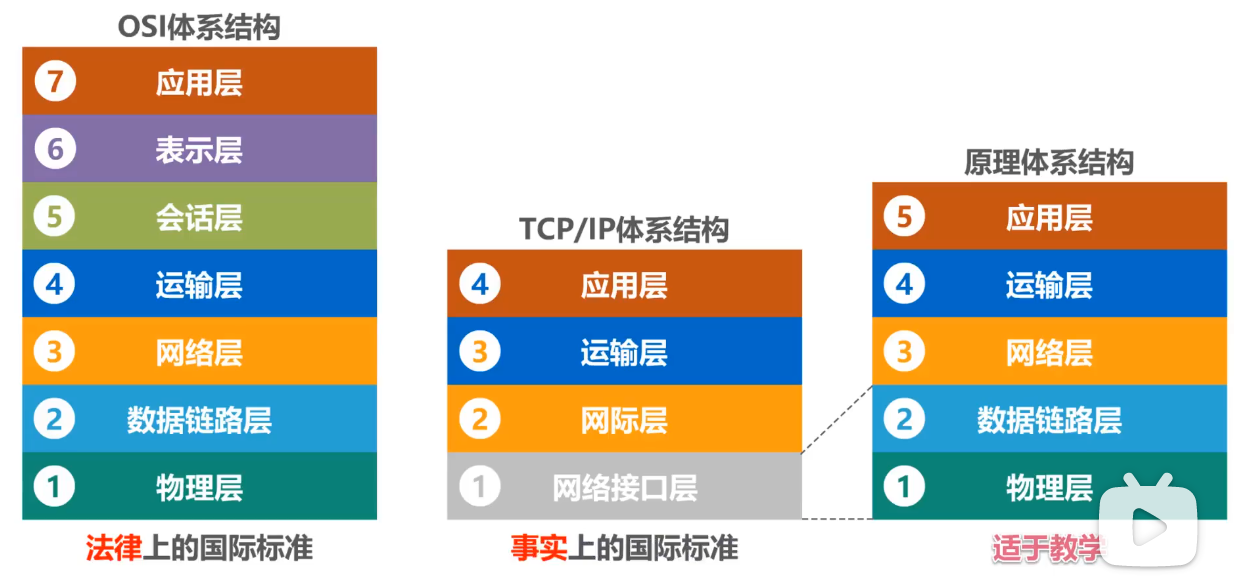 OSI体系结构
7 应用层
6 表示层
5 会话层
4 运输层
3 网络层
2 数据链路层
1 物理层
法律上的国际标准
TCP/IP体系结构
4 应用层
3 运输层
2 网际层
1 网络接口层
事实上的国际标准
原理体系结构
5 应用层
4 运输层
3 网络层
2 数据链路层
1 物理层
适于教学